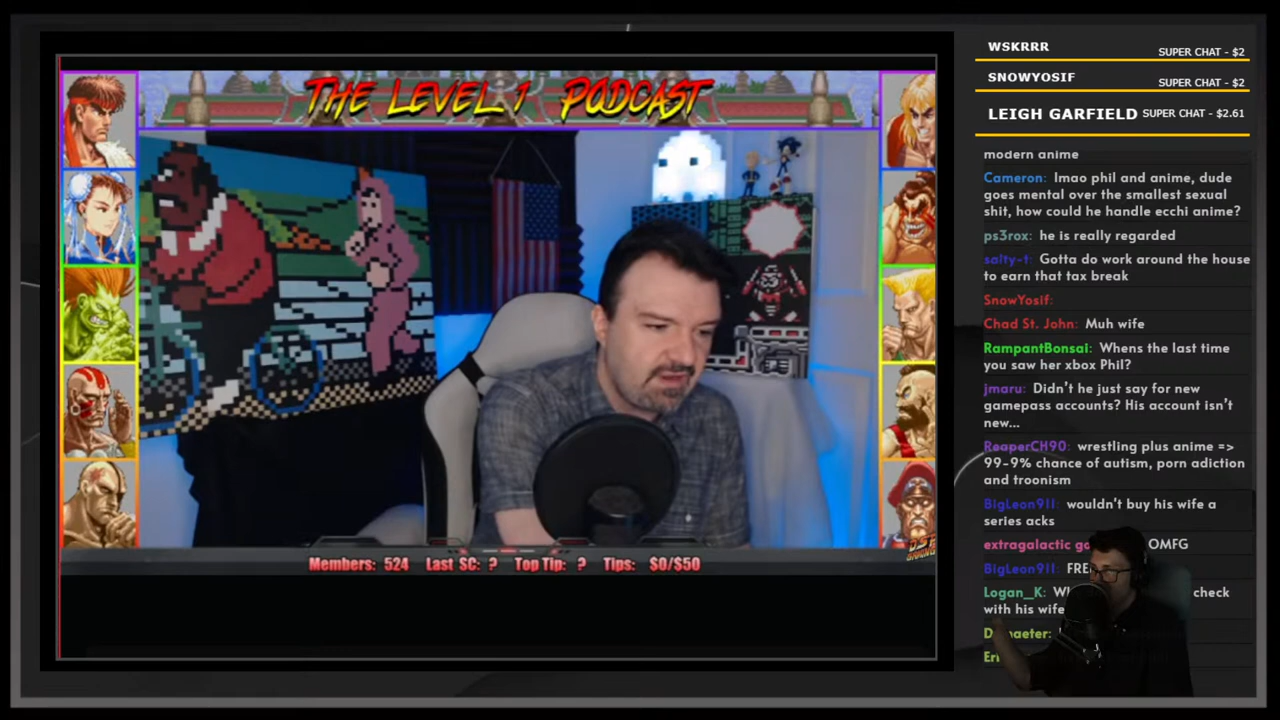 THE LEVEL 1 PODCAST
Members: 524 Last SC: ? Top Tip: ? Tips: $0/$50
WSKRRR SUPER CHAT - $2
SNOWYOSIF SUPER CHAT - $2
LEIGH GARFIELD SUPER CHAT - $2.61
modern anime
Cameron: lmao phil and anime, dude
goes mental over the smallest sexual
shit, how could he handle ecchi anime?
ps3rox: he is really regarded
salty-t: Gotta do work around the house
to earn that tax break
SnowYosif:
Chad St. John: Muh wife
RampantBonsai: Whens the last time
you saw her xbox Phil?
jmaru: Didn't he just say for new
gamepass accounts? His account isn't
new...
ReaperCH90: wrestling plus anime =>
99-9% chance of autism, porn adiction
and troonism
BigLeon911: wouldn't buy his wife a
series acks
extragalactic OMFG
BigLeon911:
Logan_K: check
with his wife